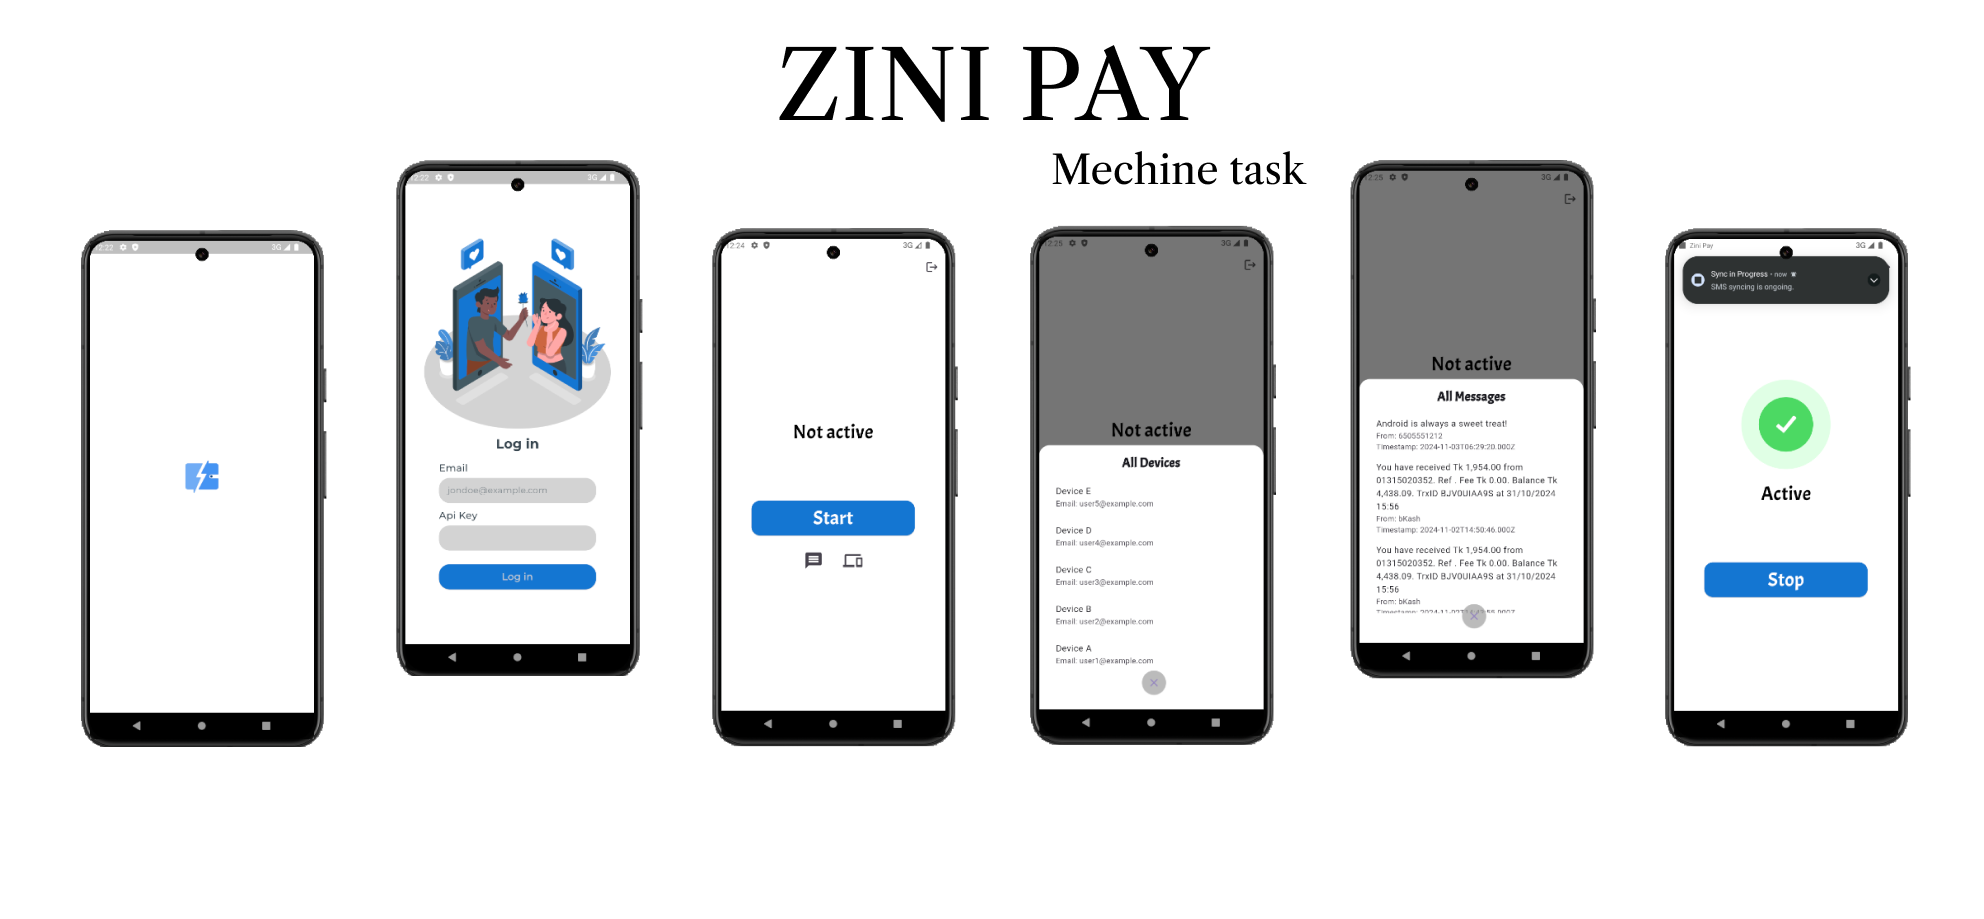 ZINI PAY
Mechine task
12:22
3G
12:22
3G
Log in
Email
jondoe@example.com
Api Key
Log in
12:24
3G
Not active
Start
12:25
3G
Not active
All Devices
Device E
Email: user5@example.com
Device D
Email: user4@example.com
Device C
Email: user3@example.com
Device B
Email: user2@example.com
Device A
Email: user1@example.com
12:25
3G
Not active
All Messages
Android is always a sweet treat!
From: 6505551212
Timestamp: 2024-11-03T06:29:20.000Z
You have received Tk 1,954.00 from
01315020352. Ref . Fee Tk 0.00. Balance Tk
4,438.09. TrxID BJV0UIAA9S at 31/10/2024
15:56
From: bKash
Timestamp: 2024-11-02T14:50:46.000Z
You have received Tk 1,954.00 from
01315020352. Ref . Fee Tk 0.00. Balance Tk
4,438.09. TrxID BJV0UIAA9S at 31/10/2024
15:56
From: bKash
Zini Pay
3G
Sync in Progress • now
SMS syncing is ongoing.
Active
Stop